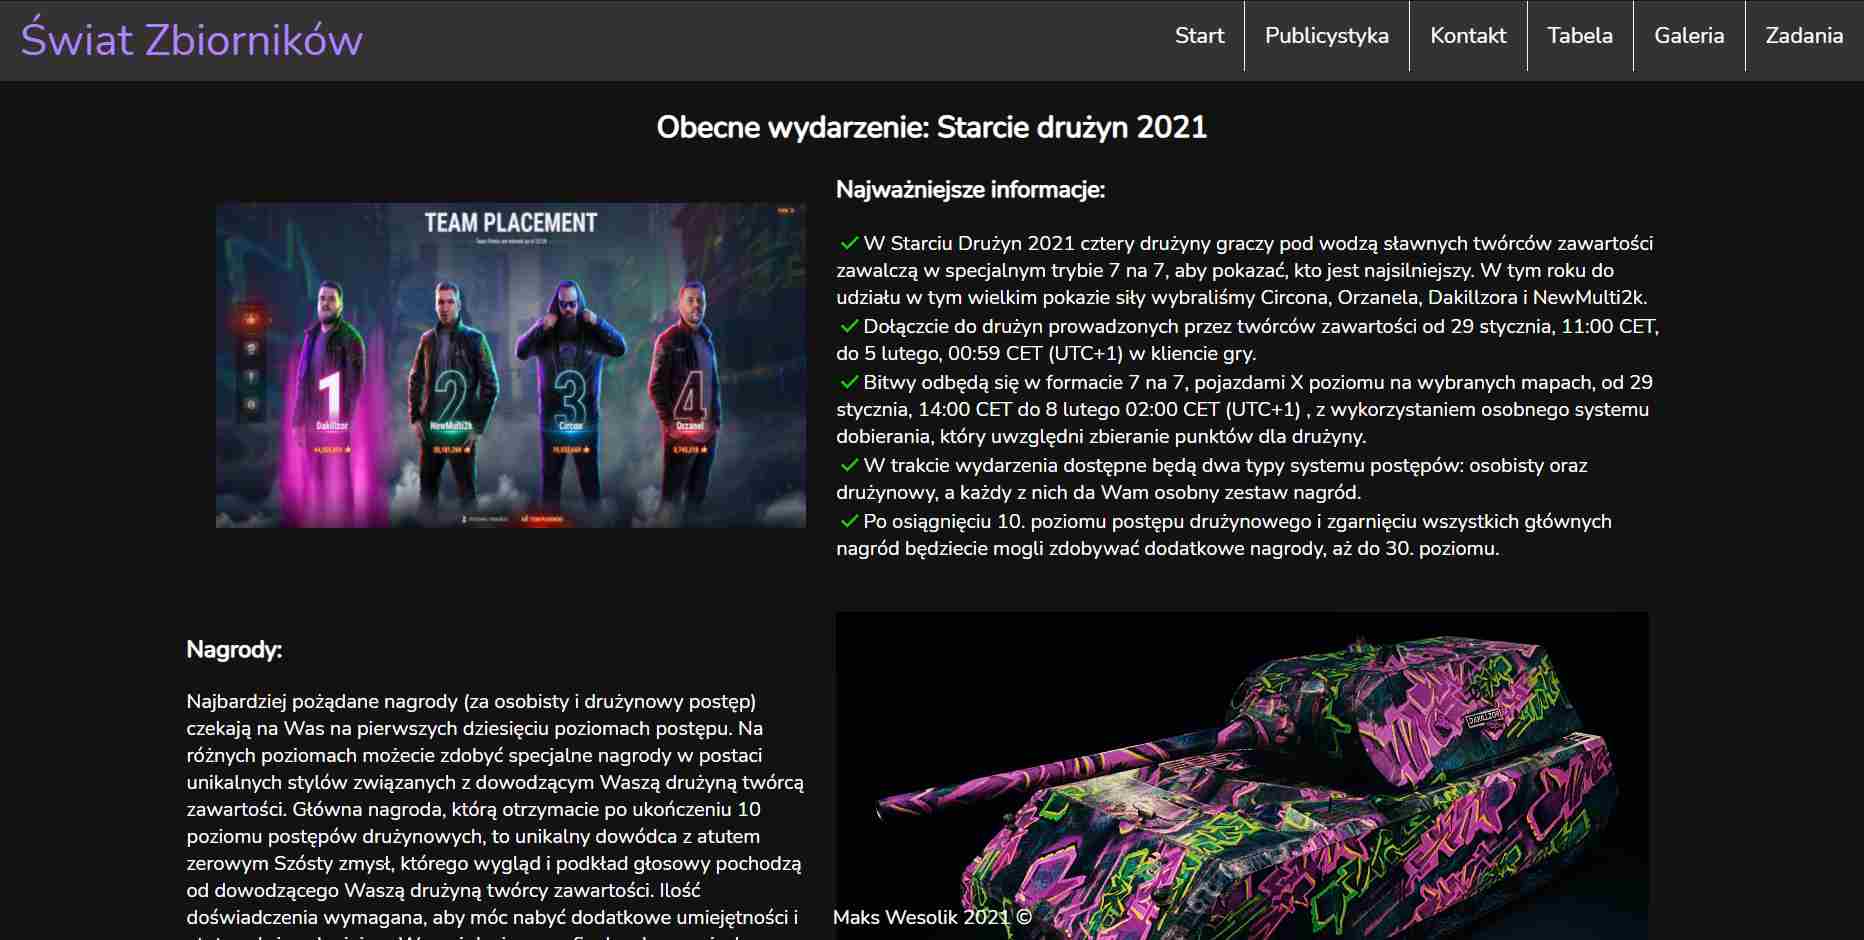 Świat Zbiorników
Start
Publicystyka
Kontakt
Tabela
Galeria
Zadania
Obecne wydarzenie: Starcie drużyn 2021
TEAM PLACEMENT
1
2
3
4
Dakillzor
NewMulti2k
Circon
Orzanel
Najważniejsze informacje:
W Starciu Drużyn 2021 cztery drużyny graczy pod wodzą sławnych twórców zawartości
zawalczą w specjalnym trybie 7 na 7, aby pokazać, kto jest najsilniejszy. W tym roku do
udziału w tym wielkim pokazie siły wybraliśmy Circona, Orzanela, Dakillzora i NewMulti2k.
Dołączcie do drużyn prowadzonych przez twórców zawartości od 29 stycznia, 11:00 CET,
do 5 lutego, 00:59 CET (UTC+1) w kliencie gry.
Bitwy odbędą się w formacie 7 na 7, pojazdami X poziomu na wybranych mapach, od 29
stycznia, 14:00 CET do 8 lutego 02:00 CET (UTC+1) , z wykorzystaniem osobnego systemu
dobierania, który uwzględni zbieranie punktów dla drużyny.
W trakcie wydarzenia dostępne będą dwa typy systemu postępów: osobisty oraz
drużynowy, a każdy z nich da Wam osobny zestaw nagród.
Po osiągnięciu 10. poziomu postępu drużynowego i zgarnięciu wszystkich głównych
nagród będziecie mogli zdobywać dodatkowe nagrody, aż do 30. poziomu.
Nagrody:
Najbardziej pożądane nagrody (za osobisty i drużynowy postęp)
czekają na Was na pierwszych dziesięciu poziomach postępu. Na
różnych poziomach możecie zdobyć specjalne nagrody w postaci
unikalnych stylów związanych z dowodzącym Waszą drużyną twórcą
zawartości. Główna nagroda, którą otrzymacie po ukończeniu 10
poziomu postępów drużynowych, to unikalny dowódca z atutem
zerowym Szósty zmysł, którego wygląd i podkład głosowy pochodzą
od dowodzącego Waszą drużyną twórcy zawartości. Ilość
doświadczenia wymagana, aby móc nabyć dodatkowe umiejętności i
DAKILLZOR
Maks Wesolik 2021 ©